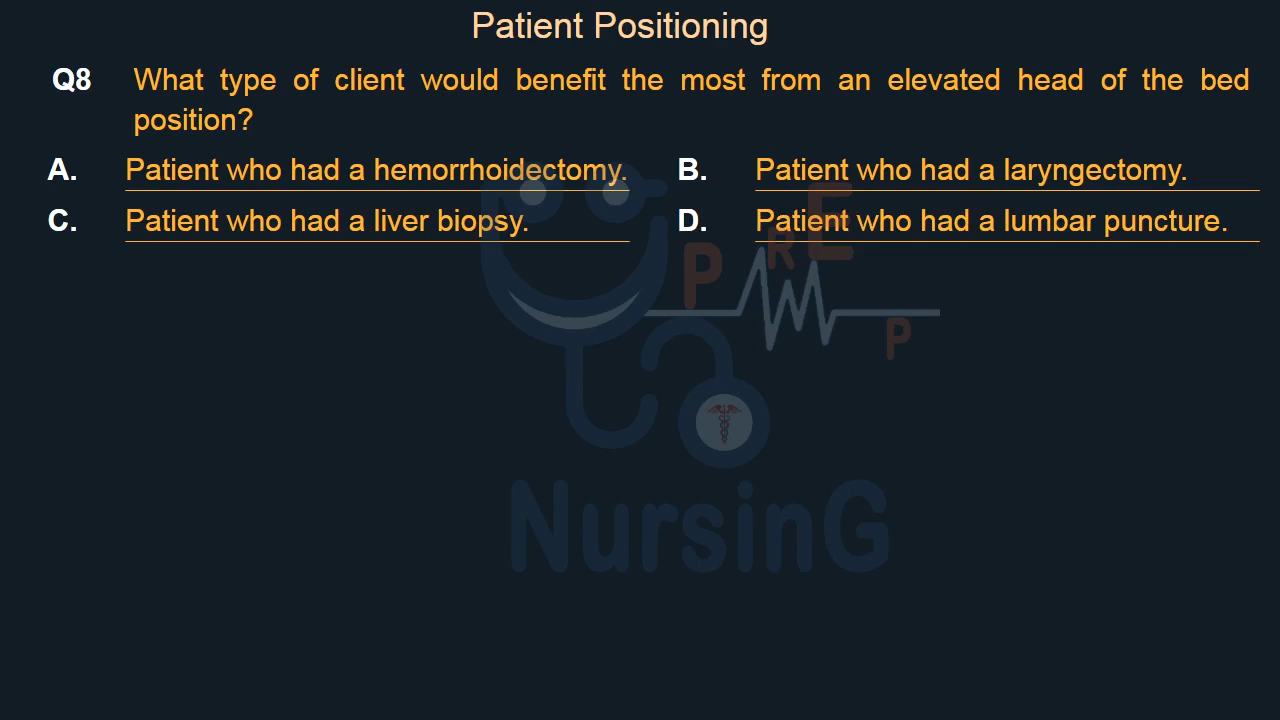 Patient Positioning
Q8 What type of client would benefit the most from an elevated head of the bed
position?
A. Patient who had a hemorrhoidectomy. B. Patient who had a laryngectomy.
C. Patient who had a liver biopsy. D. Patient who had a lumbar puncture.
PREP
NursinG